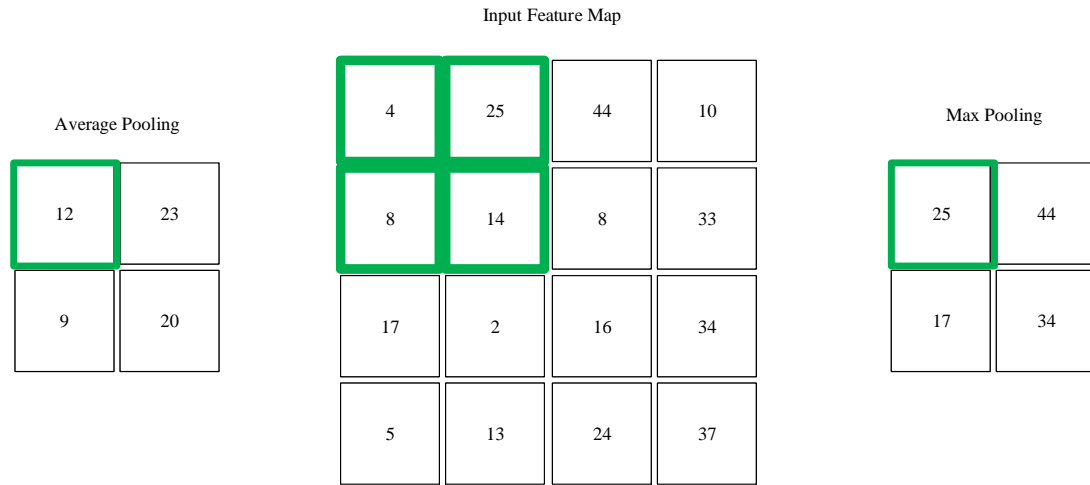 Input Feature Map
Average Pooling
12 23
9 20
4 25 44 10
8 14 8 33
17 2 16 34
5 13 24 37
Max Pooling
25 44
17 34